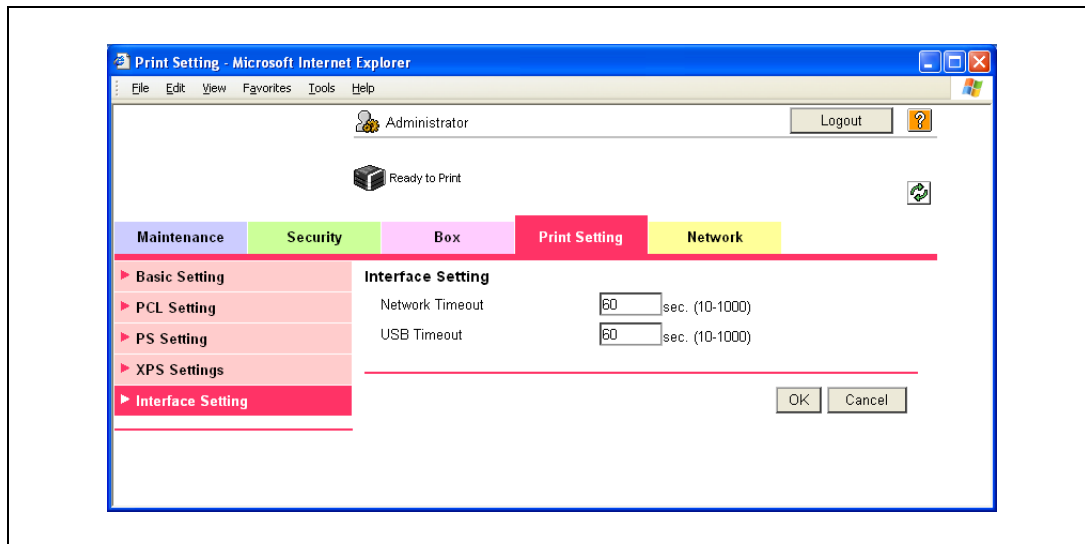 Print Setting - Microsoft Internet Explorer
File Edit View Favorites Tools Help
Administrator Logout ?
Ready to Print
Maintenance Security Box Print Setting Network
Basic Setting
PCL Setting
PS Setting
XPS Settings
Interface Setting
Interface Setting
Network Timeout 60 sec. (10-1000)
USB Timeout 60 sec. (10-1000)
OK Cancel